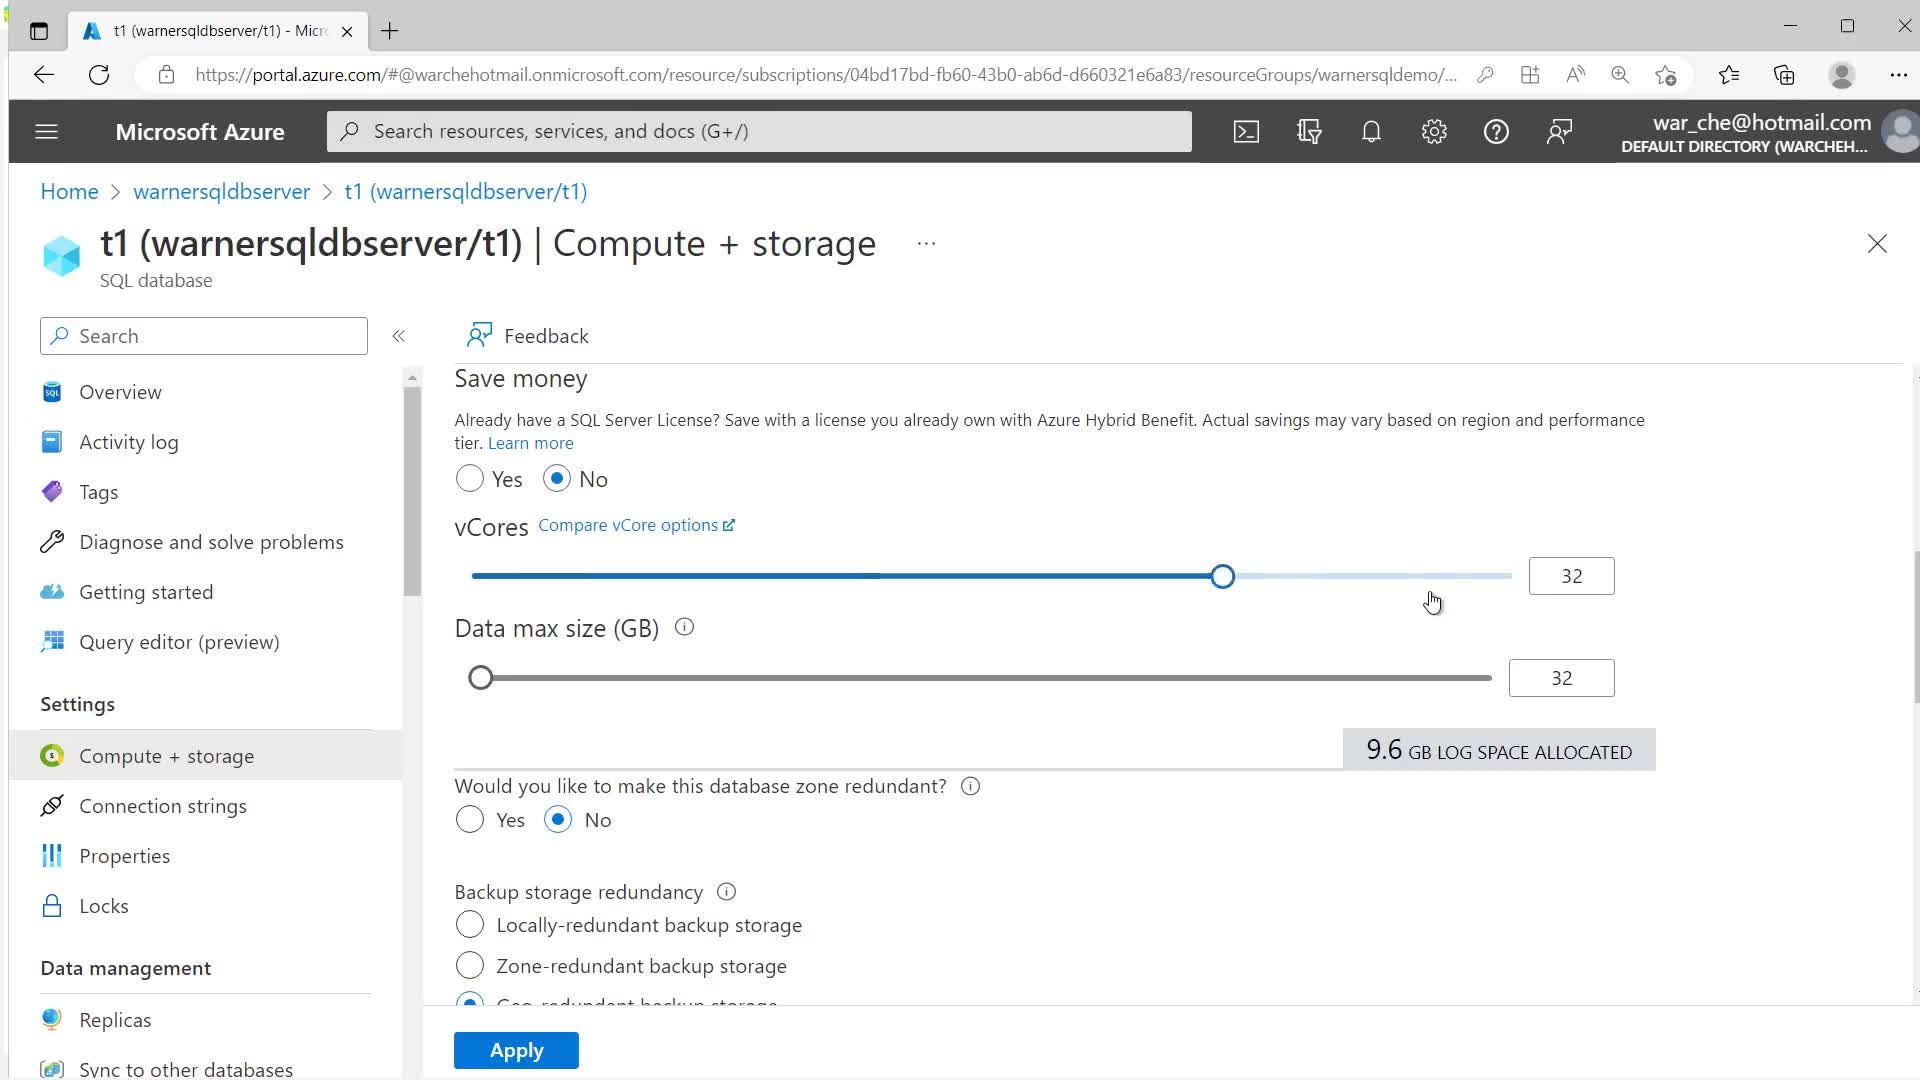 t1 (warnersqldbserver/t1) - Micr
https://portal.azure.com/#@warchehotmail.onmicrosoft.com/resource/subscriptions/04bd17bd-fb60-43b0-ab6d-d660321e6a83/resourceGroups/warnersqldemo/...
Microsoft Azure
Search resources, services, and docs (G+/)
war_che@hotmail.com
DEFAULT DIRECTORY (WARCHEH...
Home > warnersqldbserver > t1 (warnersqldbserver/t1)
t1 (warnersqldbserver/t1) | Compute + storage ...
SQL database
Search
«
Overview
Activity log
Tags
Diagnose and solve problems
Getting started
Query editor (preview)
Settings
Compute + storage
Connection strings
Properties
Locks
Data management
Replicas
Sync to other databases
Feedback
Save money
Already have a SQL Server License? Save with a license you already own with Azure Hybrid Benefit. Actual savings may vary based on region and performance
tier. Learn more
Yes No
vCores Compare vCore options
32
Data max size (GB)
32
9.6 GB LOG SPACE ALLOCATED
Would you like to make this database zone redundant?
Yes No
Backup storage redundancy
Locally-redundant backup storage
Zone-redundant backup storage
Geo-redundant backup storage
Apply